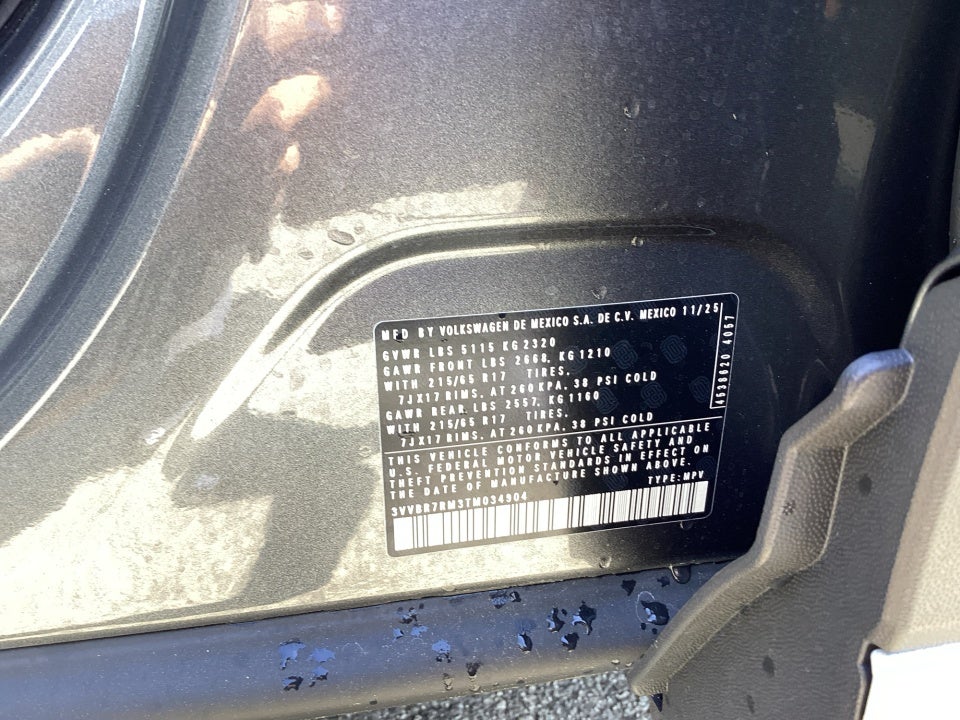 MFD BY VOLKSWAGEN DE MEXICO S.A. DE C.V. MEXICO 11/25
GVWR LBS 5115 KG 2320
GAWR FRONT LBS 2668, KG 1210
WITH 215/65 R17 TIRES,
7JX17 RIMS, AT 260 KPA, 38 PSI COLD
GAWR REAR LBS 2557, KG 1160
WITH 215/65 R17 TIRES,
7JX17 RIMS, AT 260 KPA, 38 PSI COLD
4538620 4057
THIS VEHICLE CONFORMS TO ALL APPLICABLE
U.S. FEDERAL MOTOR VEHICLE SAFETY AND
THEFT PREVENTION STANDARDS IN EFFECT ON
THE DATE OF MANUFACTURE SHOWN ABOVE.
TYPE: MPV
3VVBR7RM3TM034904